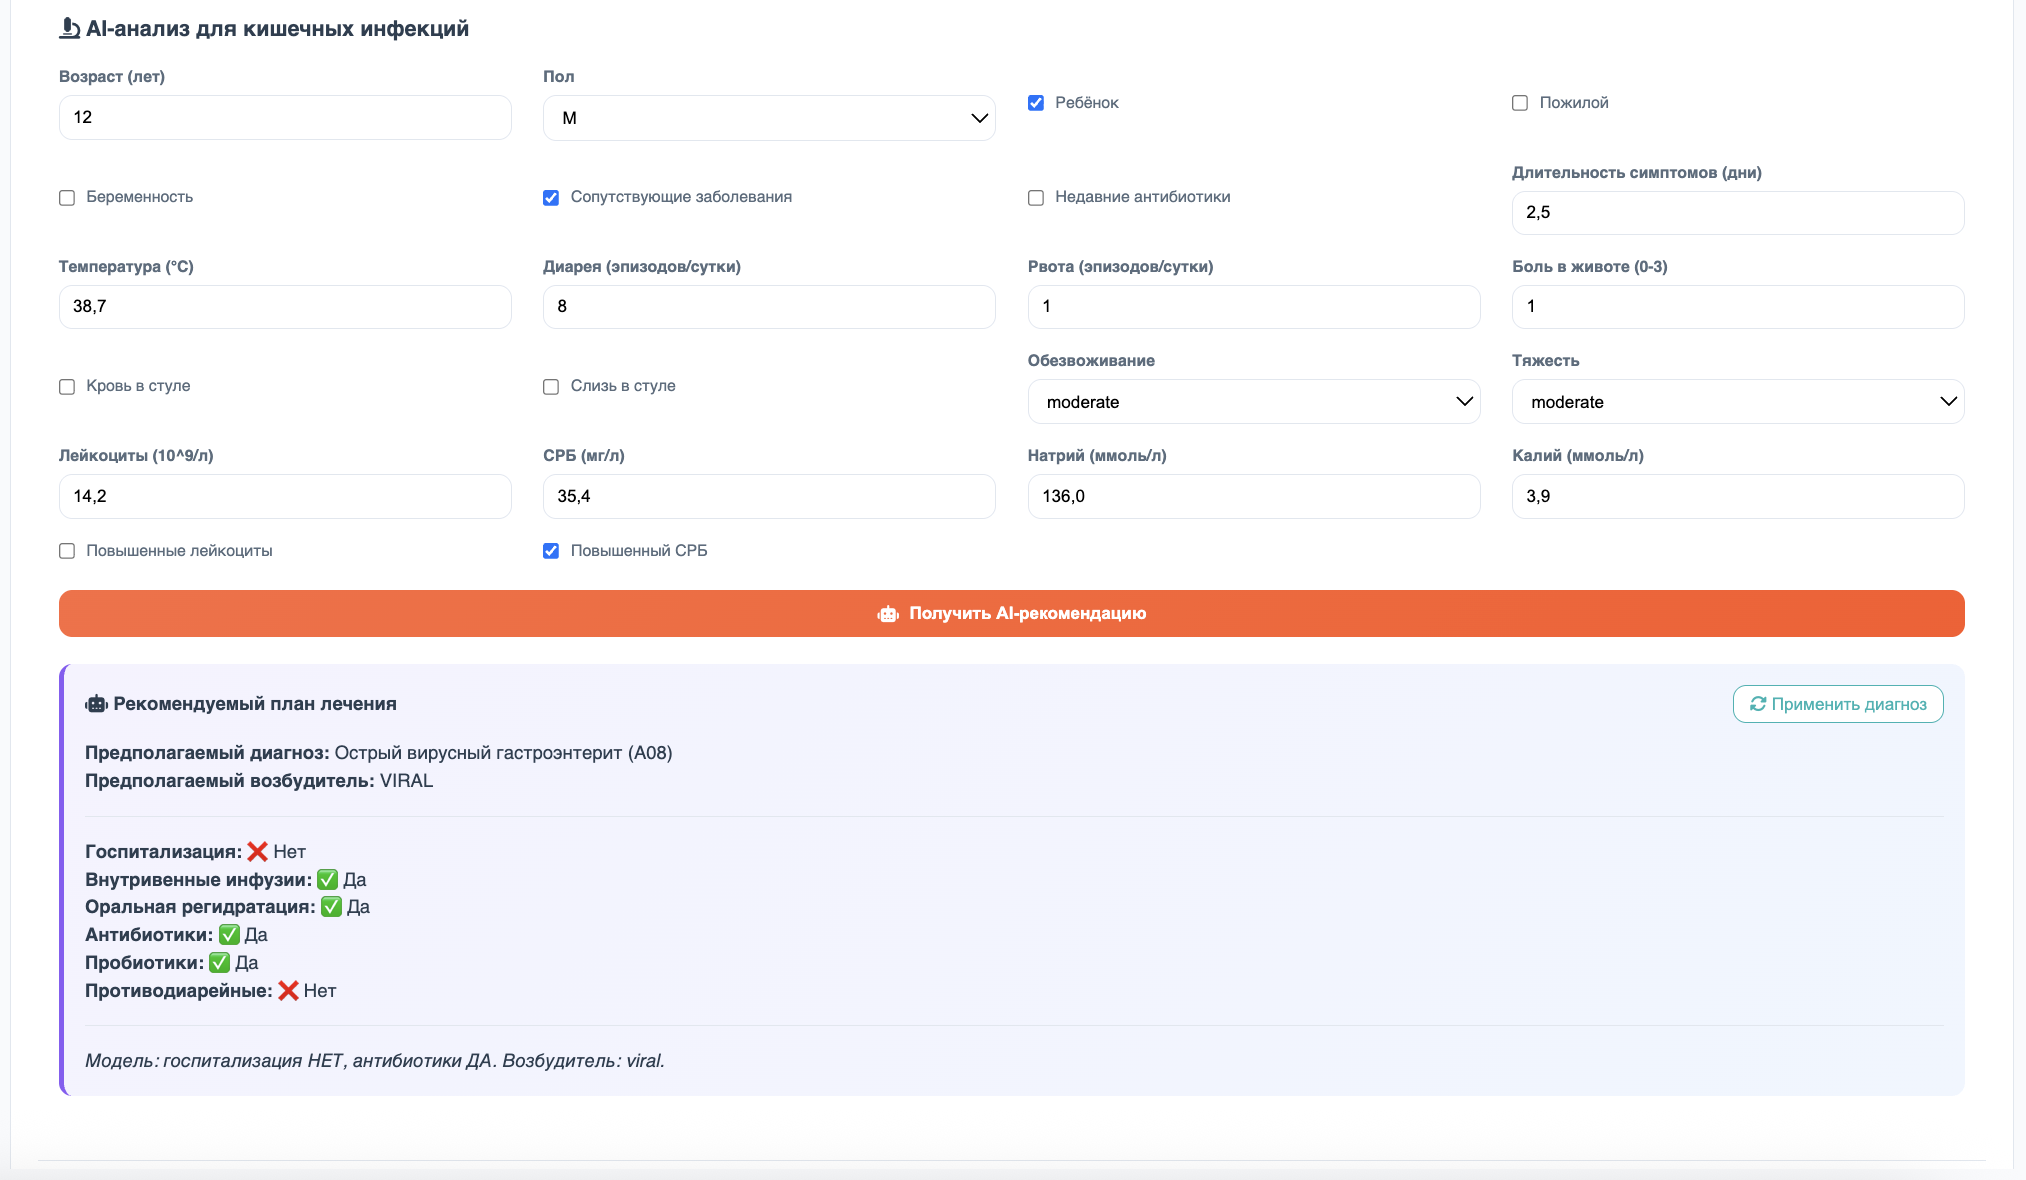 AI-анализ для кишечных инфекций
Возраст (лет)
12
Пол
М
Ребёнок
Пожилой
Беременность
Сопутствующие заболевания
Недавние антибиотики
Длительность симптомов (дни)
2,5
Температура (°C)
38,7
Диарея (эпизодов/сутки)
8
Рвота (эпизодов/сутки)
1
Боль в животе (0-3)
1
Кровь в стуле
Слизь в стуле
Обезвоживание
moderate
Тяжесть
moderate
Лейкоциты (10^9/л)
14,2
СРБ (мг/л)
35,4
Натрий (ммоль/л)
136,0
Калий (ммоль/л)
3,9
Повышенные лейкоциты
Повышенный СРБ
Получить AI-рекомендацию
Рекомендуемый план лечения
Применить диагноз
Предполагаемый диагноз: Острый вирусный гастроэнтерит (A08)
Предполагаемый возбудитель: VIRAL
Госпитализация: ❌ Нет
Внутривенные инфузии: ✅ Да
Оральная регидратация: ✅ Да
Антибиотики: ✅ Да
Пробиотики: ✅ Да
Противодиарейные: ❌ Нет
Модель: госпитализация НЕТ, антибиотики ДА. Возбудитель: viral.